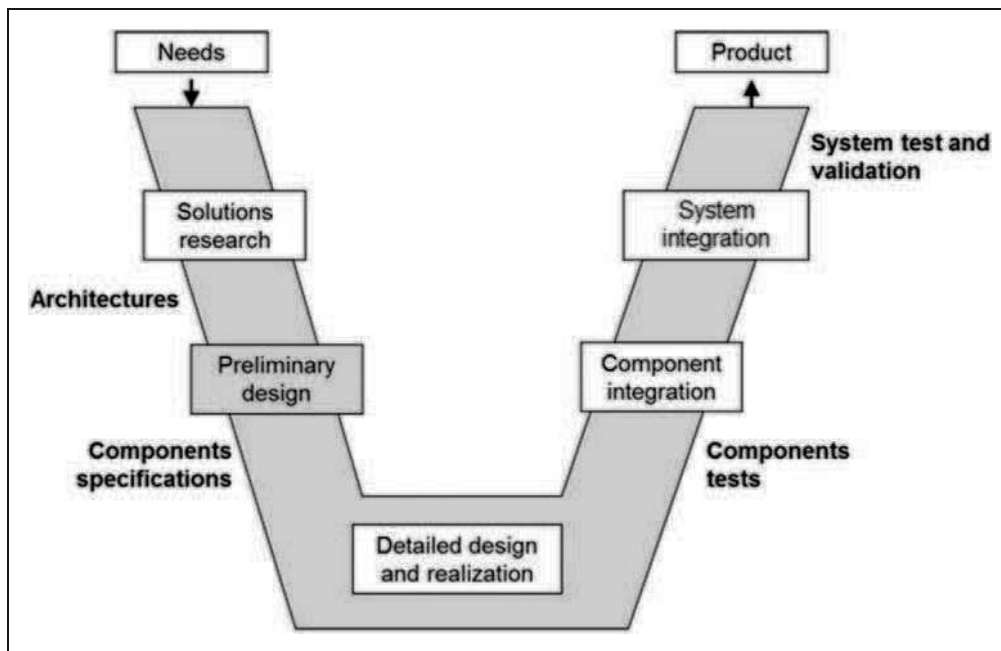 Needs
Product
System test and
validation
Solutions
research
System
integration
Architectures
Preliminary
design
Component
integration
Components
specifications
Components
tests
Detailed design
and realization